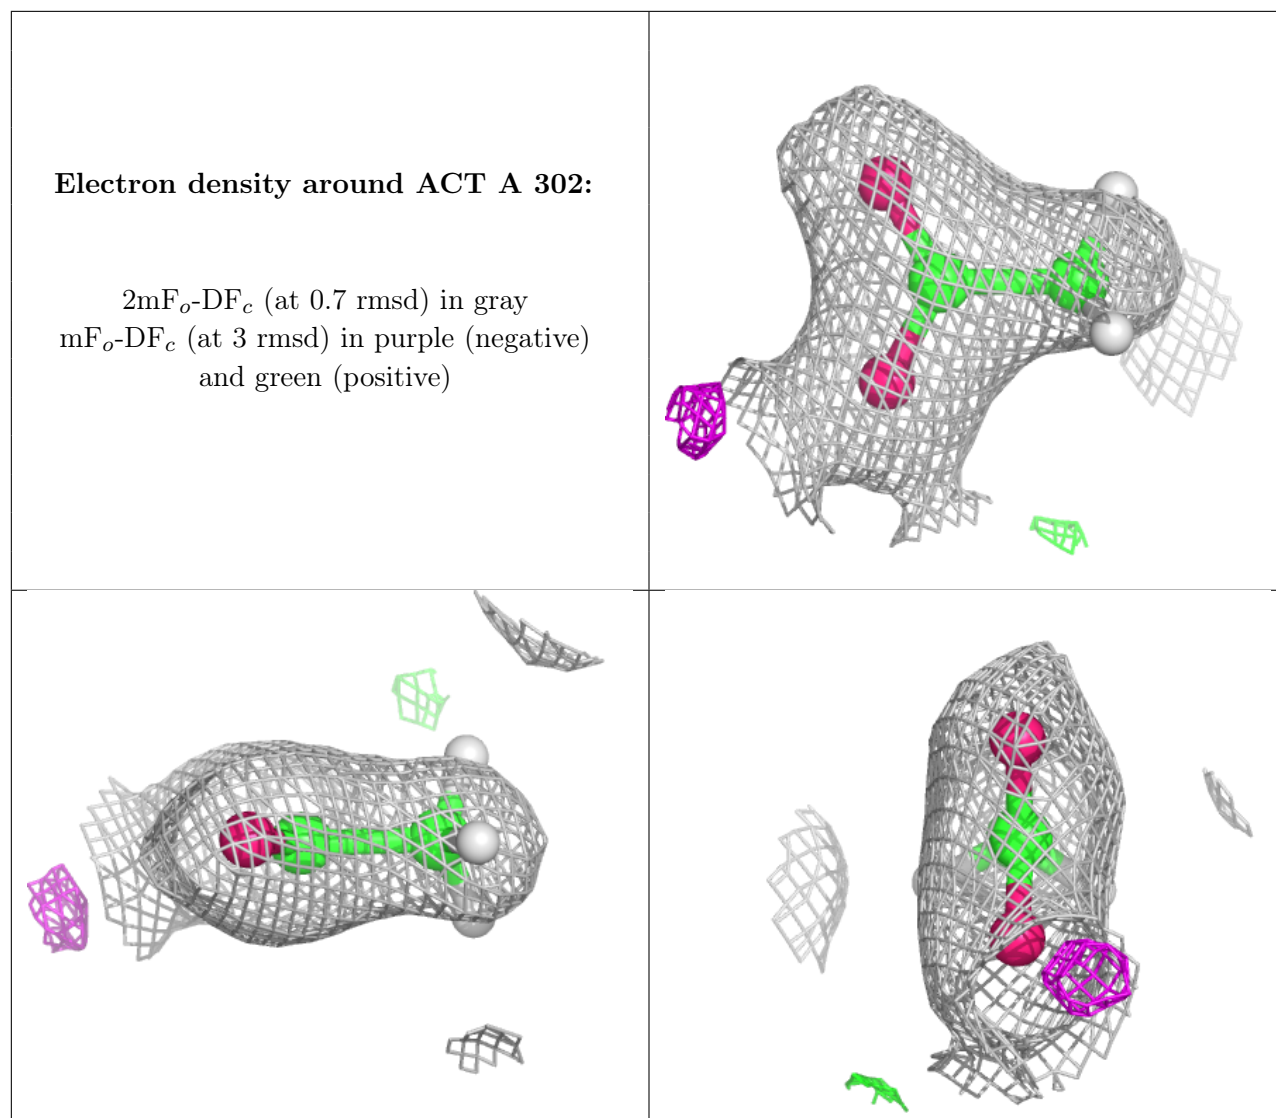 Electron density around ACT A 302:
2mFo-DFc (at 0.7 rmsd) in gray
mFo-DFc (at 3 rmsd) in purple (negative)
and green (positive)